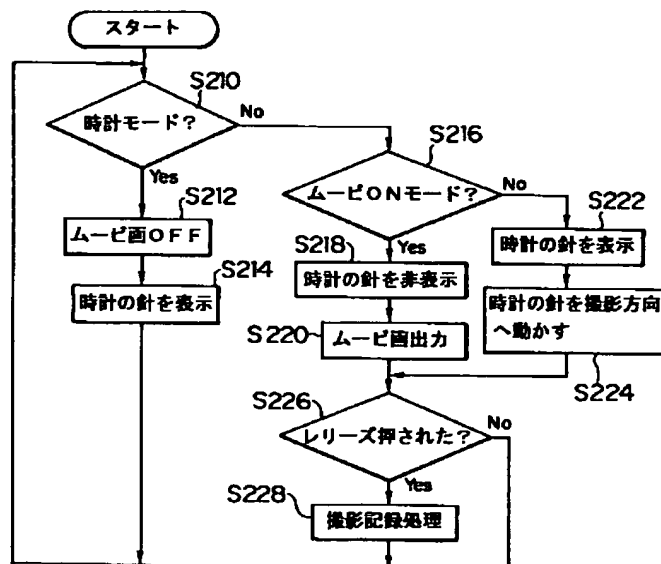 スタート
S210
時計モード?
No
Yes
S212
ムービ画OFF
S214
時計の針を表示
S216
ムービONモード?
No
Yes
S218
時計の針を非表示
S220
ムービ画出力
S222
時計の針を表示
時計の針を撮影方向
へ動かす
S224
S226
レリーズ押された?
No
Yes
S228
撮影記録処理